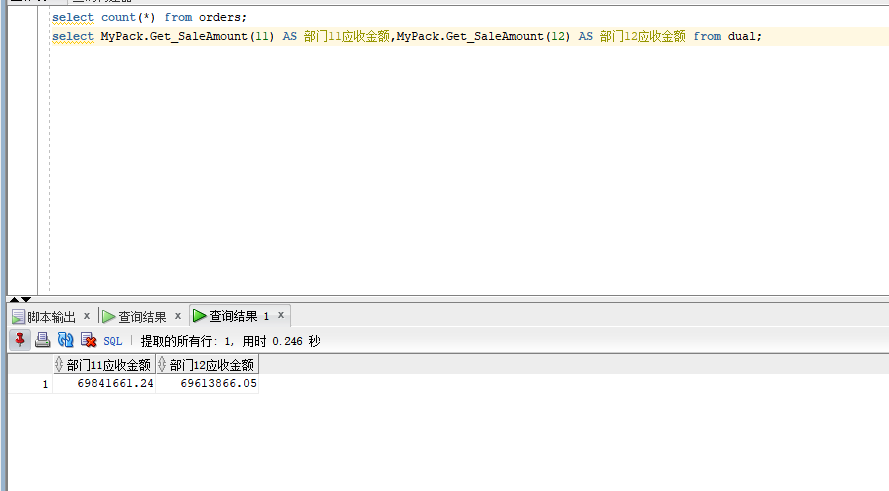 select count(*) from orders;
select MyPack.Get_SaleAmount(11) AS 部门11应收金额,MyPack.Get_SaleAmount(12) AS 部门12应收金额 from dual;
脚本输出 x 查询结果 x 查询结果 1 x
SQL | 提取的所有行: 1, 用时 0.246 秒
部门11应收金额 部门12应收金额
1 69841661.24 69613866.05